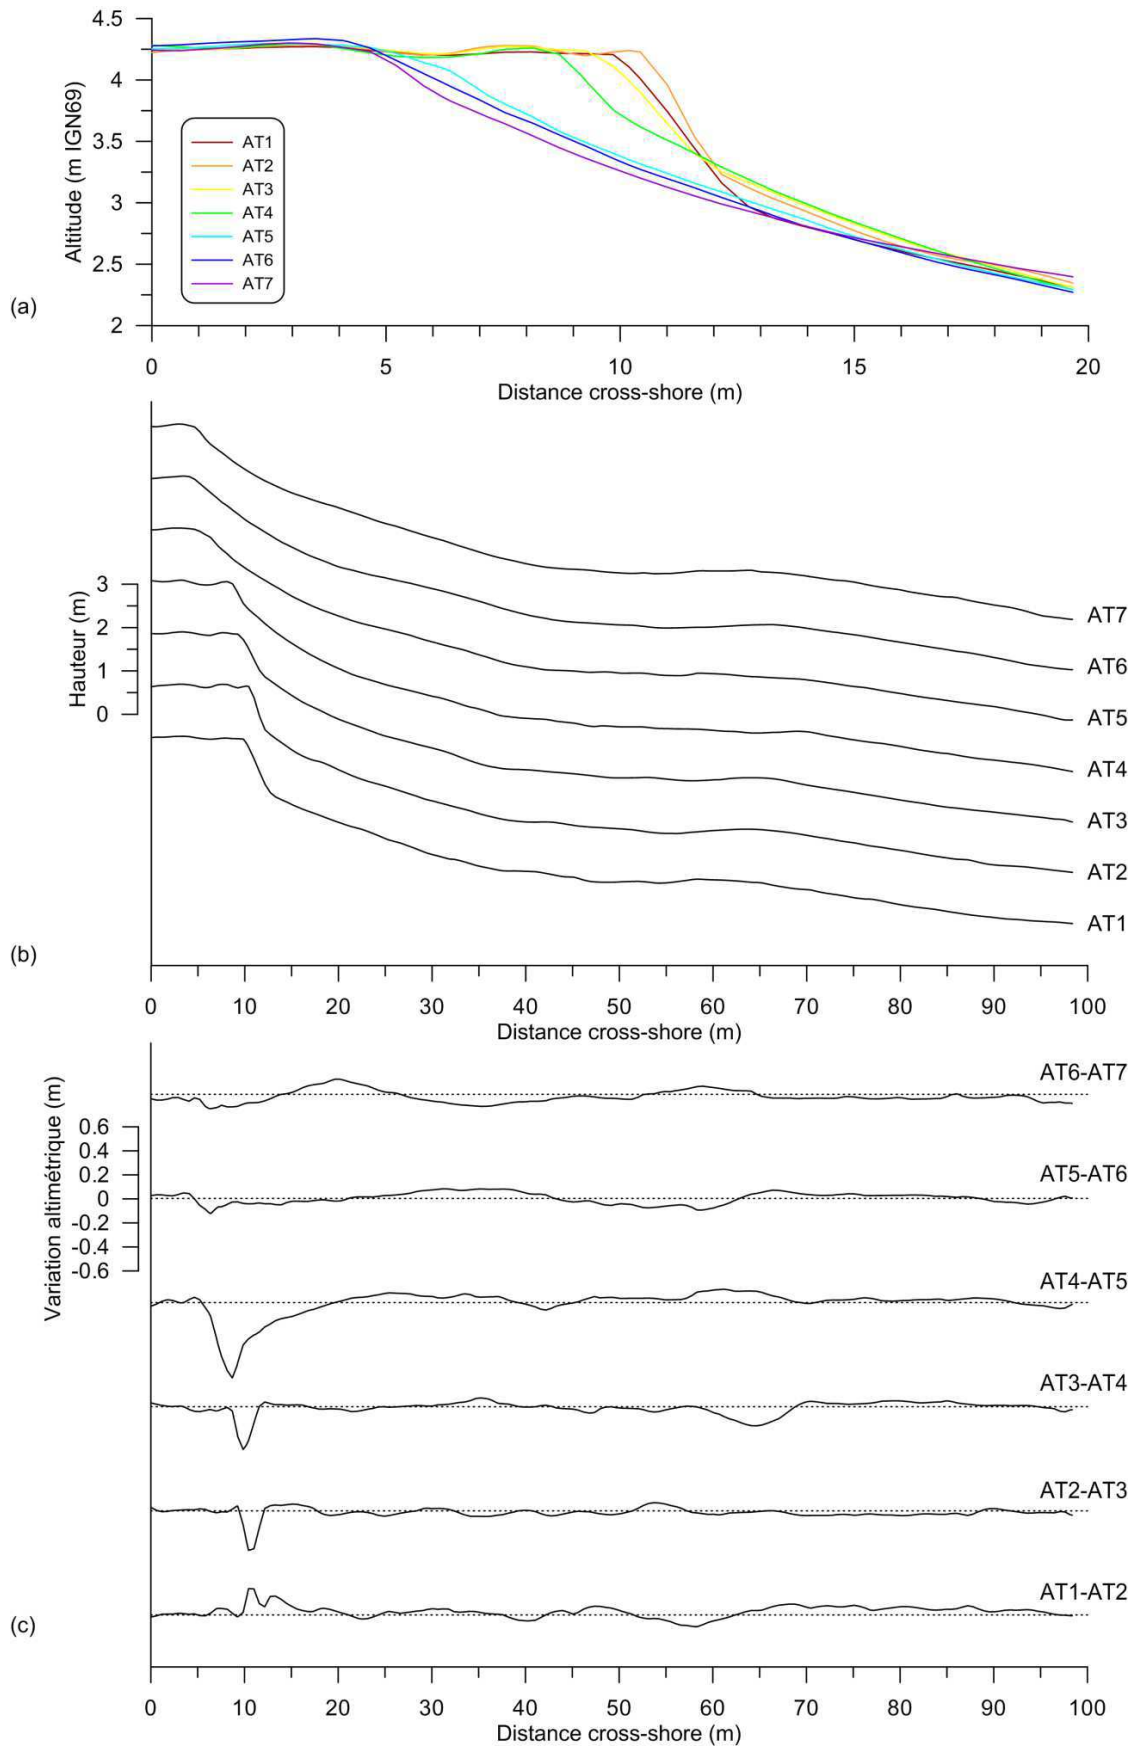 4.5
4
3.5
3
2.5
2
Altitude (m IGN69)
AT1
AT2
AT3
AT4
AT5
AT6
AT7
(a)
0 5 10 15 20
Distance cross-shore (m)
3
2
1
0
Hauteur (m)
AT7
AT6
AT5
AT4
AT3
AT2
AT1
(b)
0 10 20 30 40 50 60 70 80 90 100
Distance cross-shore (m)
0.6
0.4
0.2
0
-0.2
-0.4
-0.6
Variation altimétrique (m)
AT6-AT7
AT5-AT6
AT4-AT5
AT3-AT4
AT2-AT3
AT1-AT2
(c)
0 10 20 30 40 50 60 70 80 90 100
Distance cross-shore (m)